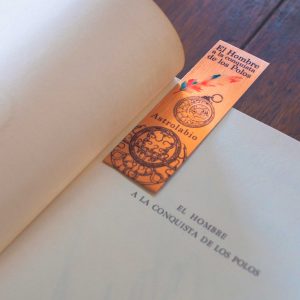 El Hombre
a la conquista
de los Polos
Astrolabio
EL HOMBRE
A LA CONQUISTA DE LOS POLOS